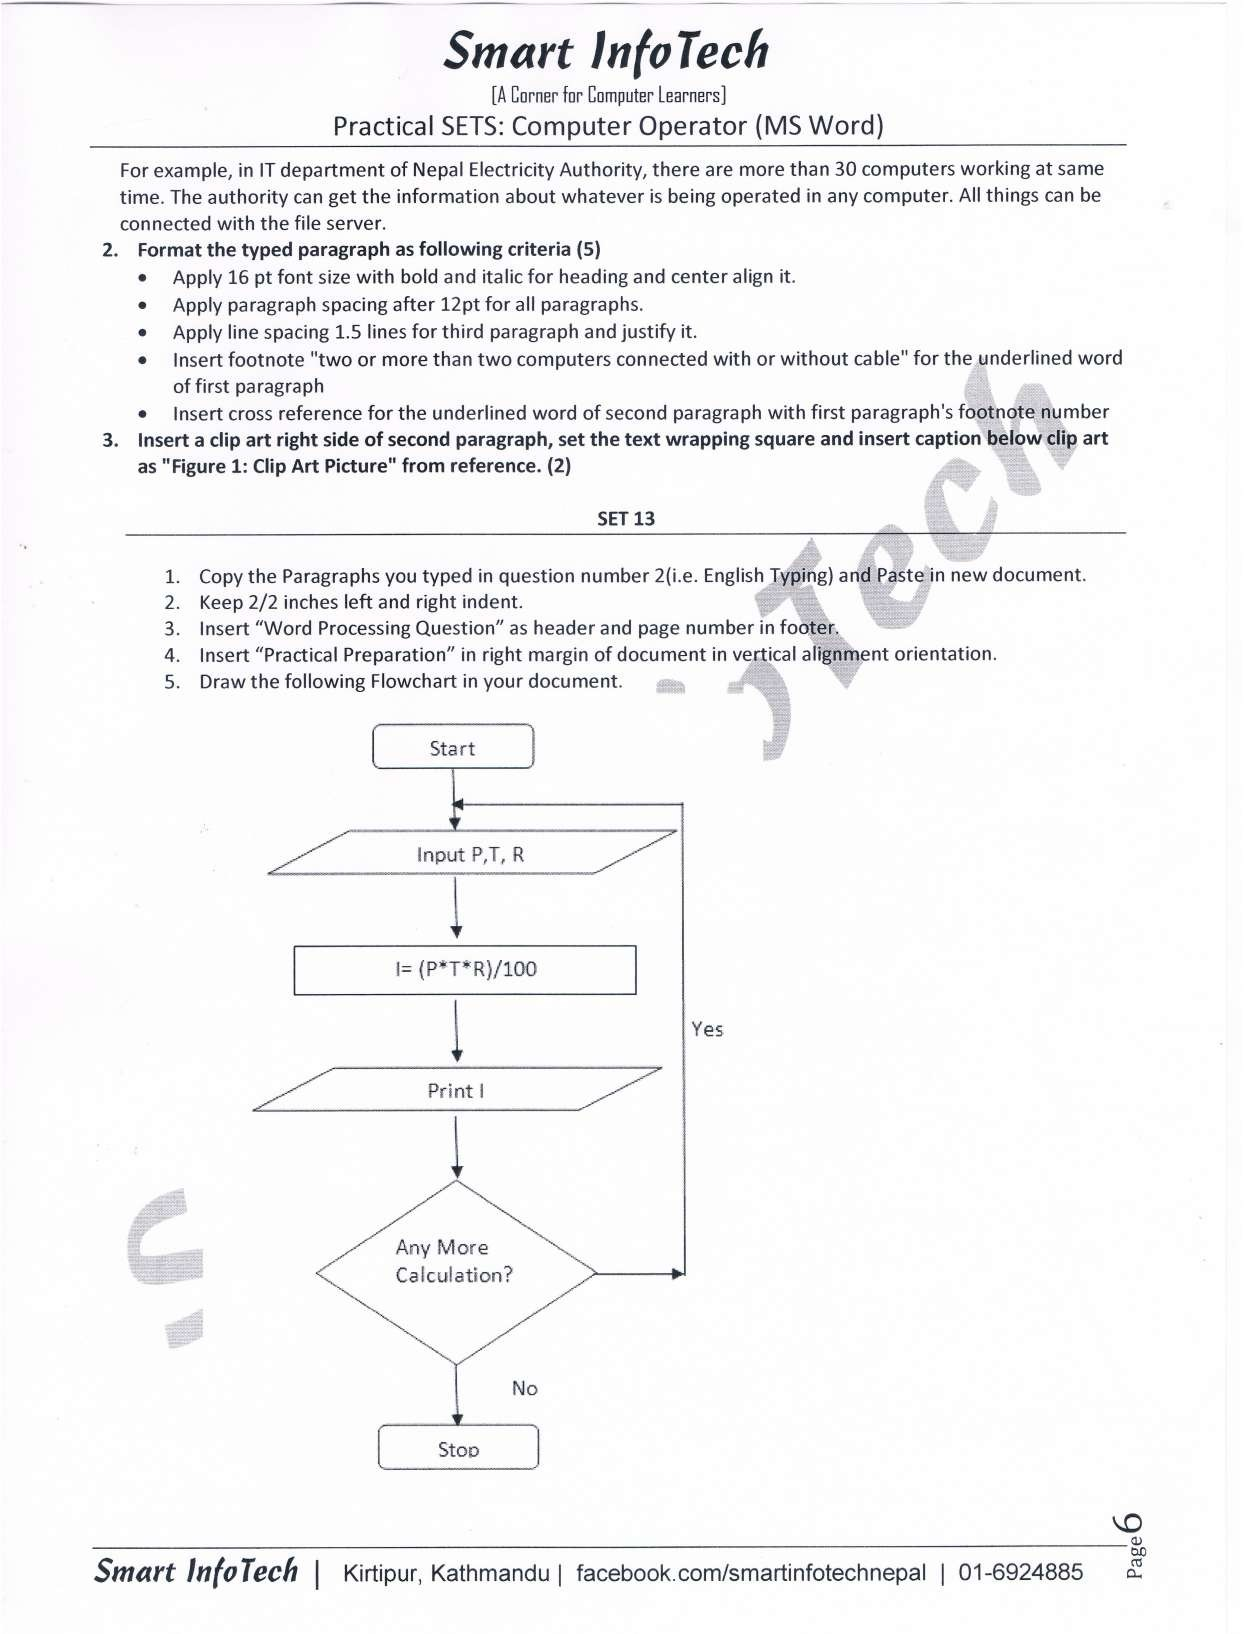 Smart InfoTech
[A Corner for Computer Learners]
Practical SETS: Computer Operator (MS Word)
For example, in IT department of Nepal Electricity Authority, there are more than 30 computers working at same
time. The authority can get the information about whatever is being operated in any computer. All things can be
connected with the file server.
2. Format the typed paragraph as following criteria (5)
• Apply 16 pt font size with bold and italic for heading and center align it.
• Apply paragraph spacing after 12pt for all paragraphs.
• Apply line spacing 1.5 lines for third paragraph and justify it.
• Insert footnote "two or more than two computers connected with or without cable" for the underlined word
of first paragraph
• Insert cross reference for the underlined word of second paragraph with first paragraph's footnote number
3. Insert a clip art right side of second paragraph, set the text wrapping square and insert caption below clip art
as "Figure 1: Clip Art Picture" from reference. (2)
SET 13
1. Copy the Paragraphs you typed in question number 2(i.e. English Typing) and Paste in new document.
2. Keep 2/2 inches left and right indent.
3. Insert “Word Processing Question” as header and page number in footer.
4. Insert “Practical Preparation” in right margin of document in vertical alignment orientation.
5. Draw the following Flowchart in your document.
Start
Input P,T, R
I= (P*T*R)/100
Yes
Print I
Any More
Calculation?
No
Stop
Page 6
Smart InfoTech | Kirtipur, Kathmandu | facebook.com/smartinfotechnepal | 01-6924885